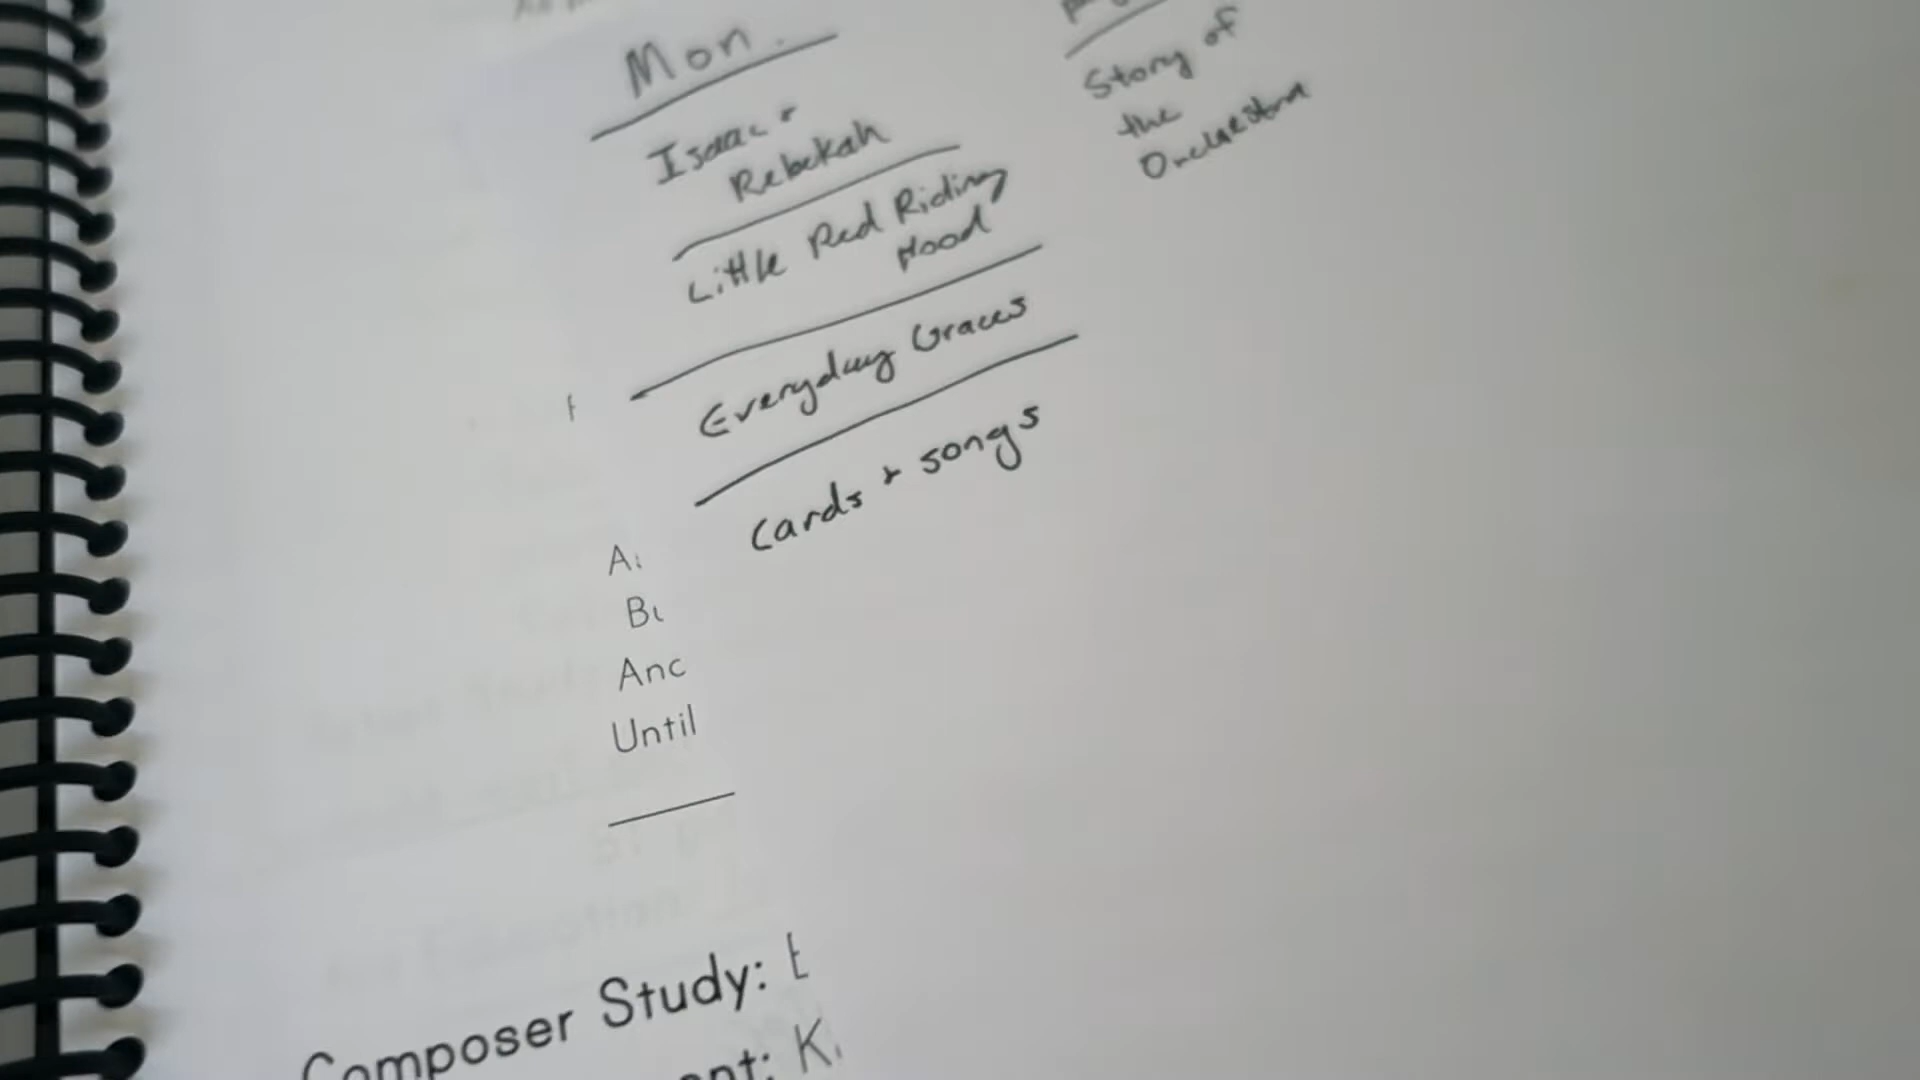 Mon.
Isaac +
Rebekah
Little Red Riding
Hood
Everyday Graces
Cards + songs
Story of
the
Orchestra
Until
Composer Study: